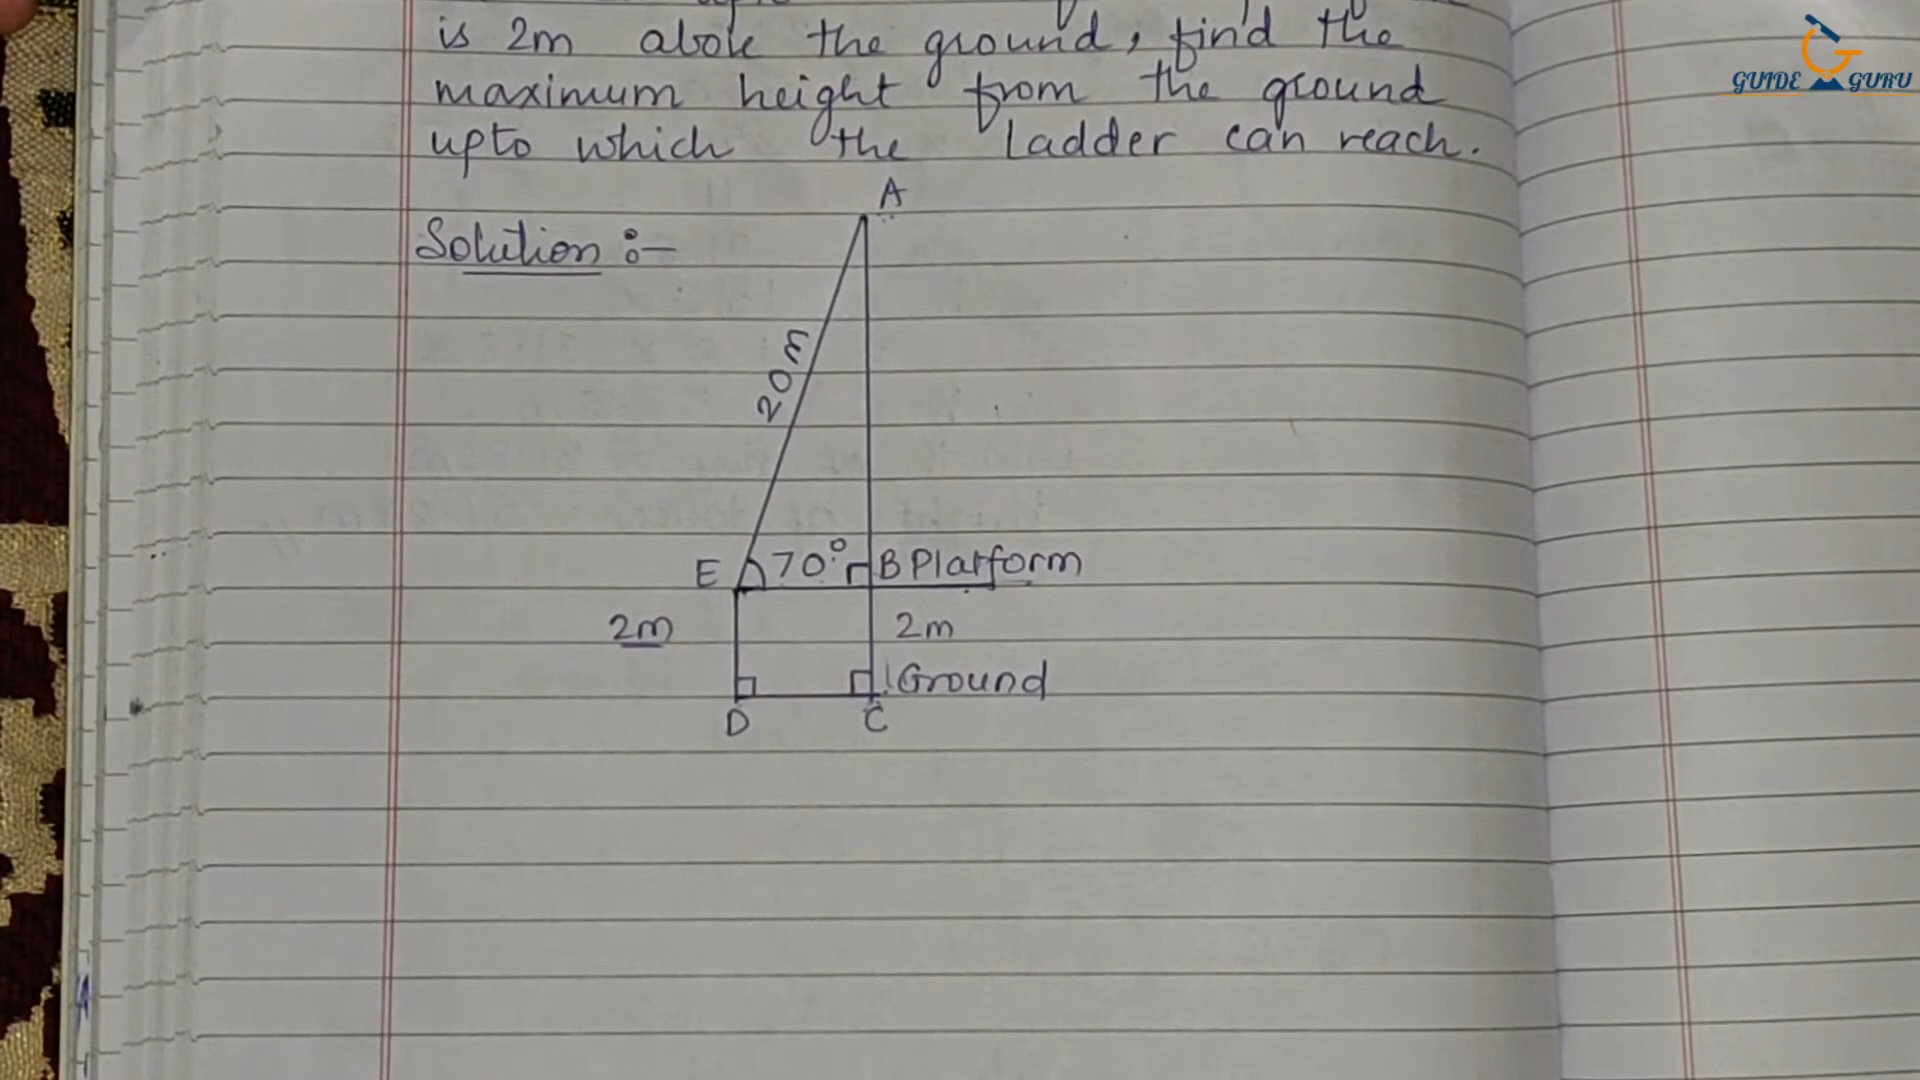 is 2m above the ground, find the
maximum height from the ground
upto which the ladder can reach.
Solution :-
A
20m
E 70° B Platform
2m 2m
Ground
D C
GUIDE GURU